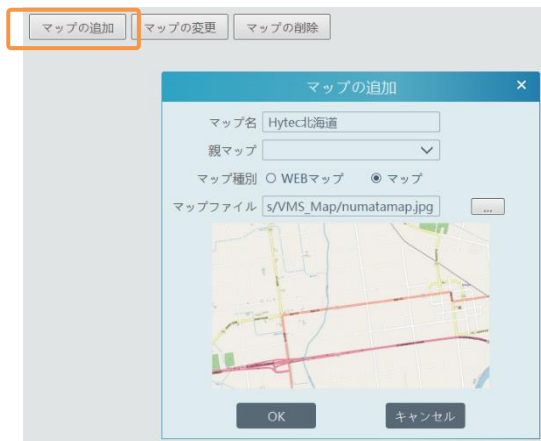 マップの追加 マップの変更 マップの削除
マップの追加 ×
マップ名 Hytec北海道
親マップ
マップ種別 WEBマップ マップ
マップファイル s/VMS_Map/numatamap.jpg ...
OK キャンセル